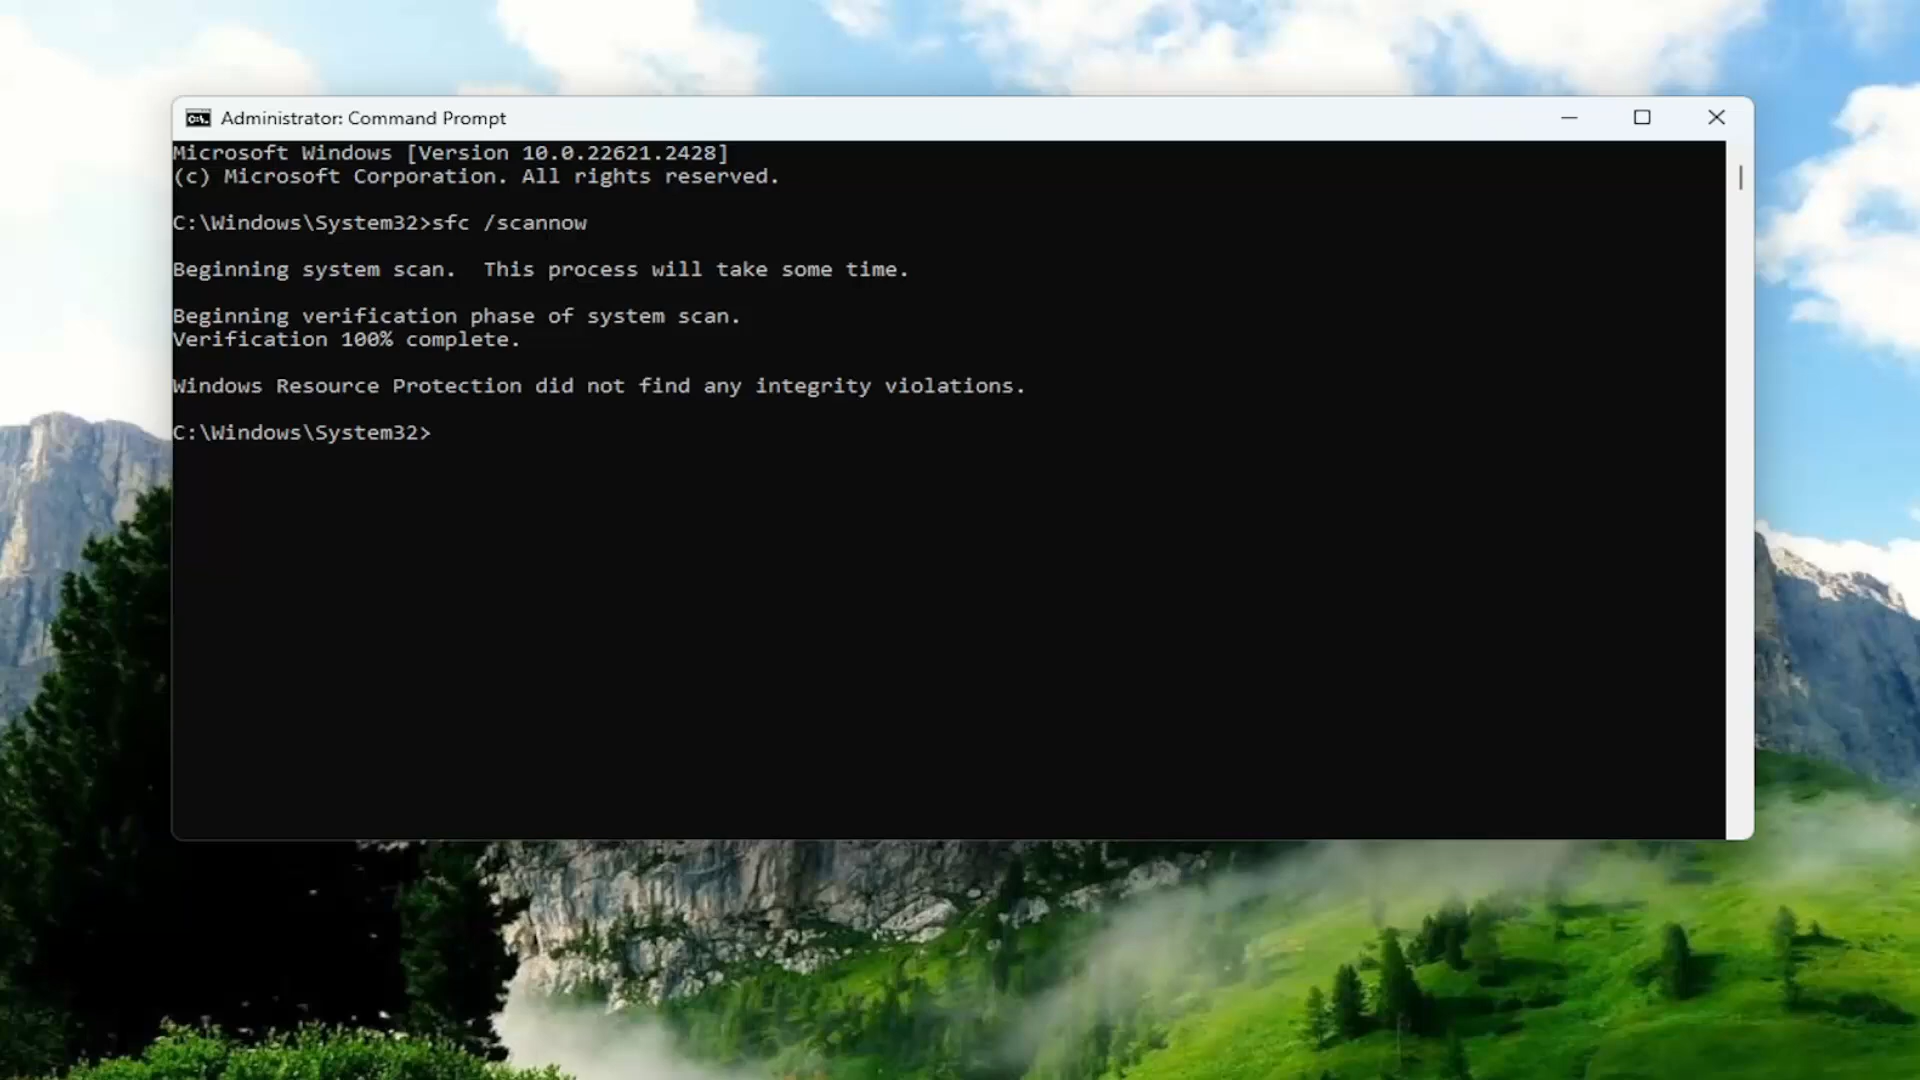 Administrator: Command Prompt
Microsoft Windows [Version 10.0.22621.2428]
(c) Microsoft Corporation. All rights reserved.
C:\Windows\System32>sfc /scannow
Beginning system scan.  This process will take some time.
Beginning verification phase of system scan.
Verification 100% complete.
Windows Resource Protection did not find any integrity violations.
C:\Windows\System32>